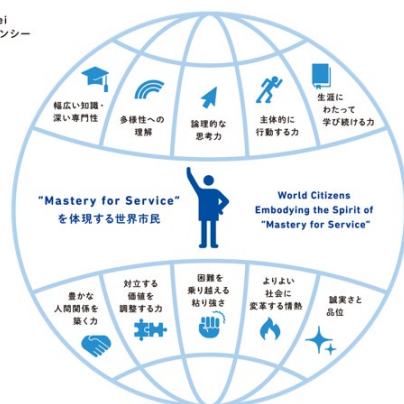 ei
ンシー
幅広い知識・
深い専門性
多様性への
理解
論理的な
思考力
主体的に
行動する力
生涯に
わたって
学び続ける力
"Mastery for Service"
を体現する世界市民
World Citizens
Embodying the Spirit of
"Mastery for Service"
豊かな
人間関係を
築く力
対立する
価値を
調整する力
困難を
乗り越える
粘り強さ
よりよい
社会に
変革する情熱
誠実さと
品位